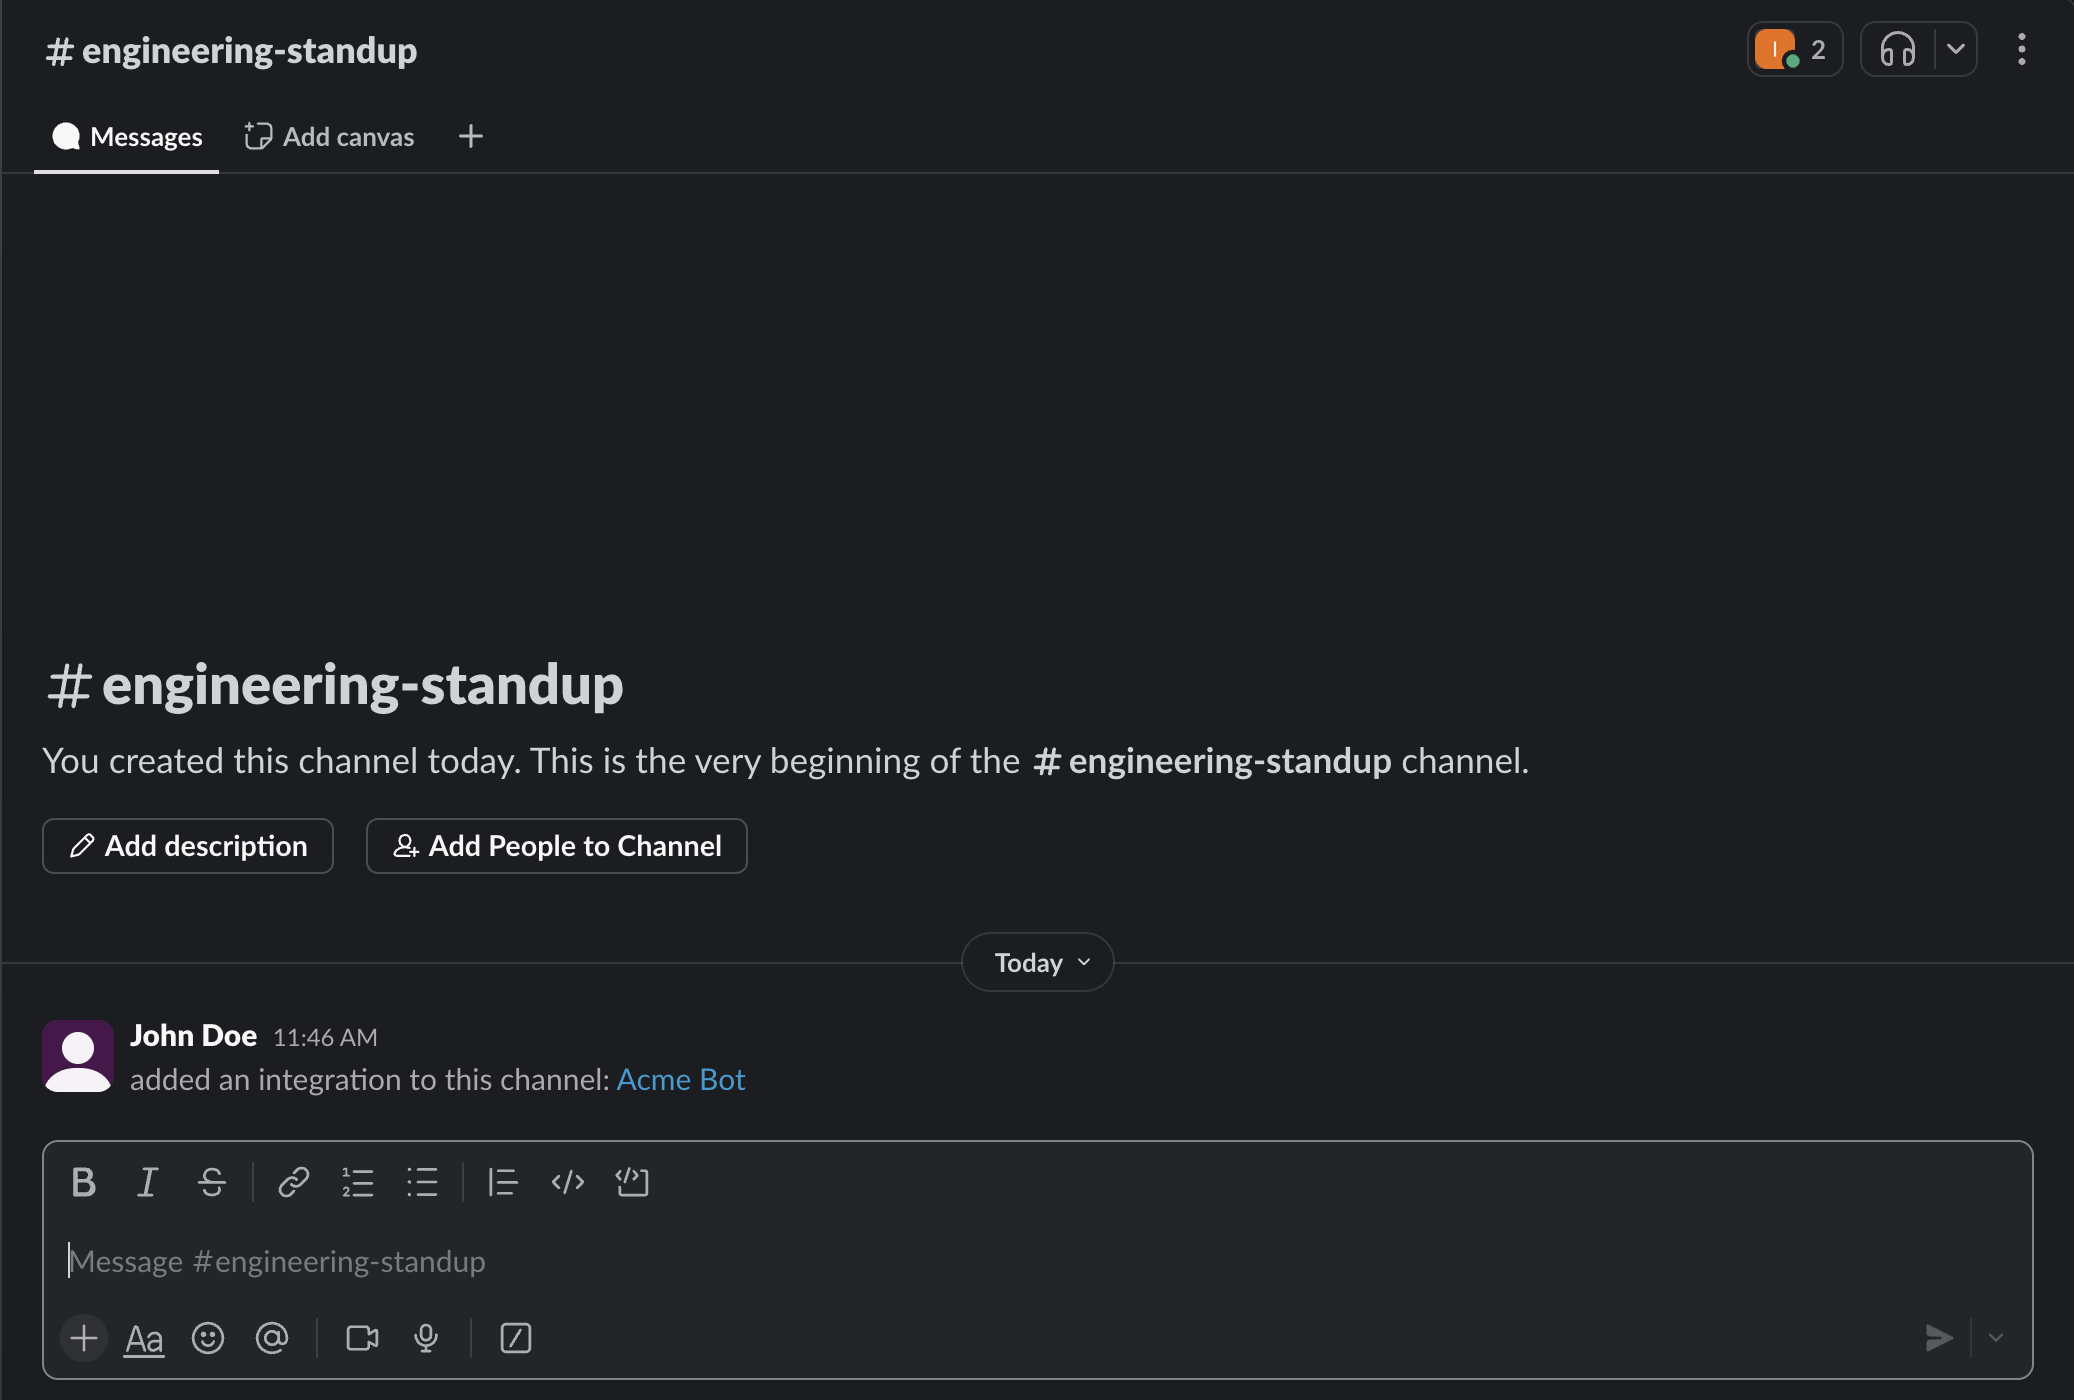 # engineering-standup
I 2
Messages Add canvas
# engineering-standup
You created this channel today. This is the very beginning of the # engineering-standup channel.
Add description Add People to Channel
Today
John Doe 11:46 AM
added an integration to this channel: Acme Bot
B I S
Message #engineering-standup
Aa @